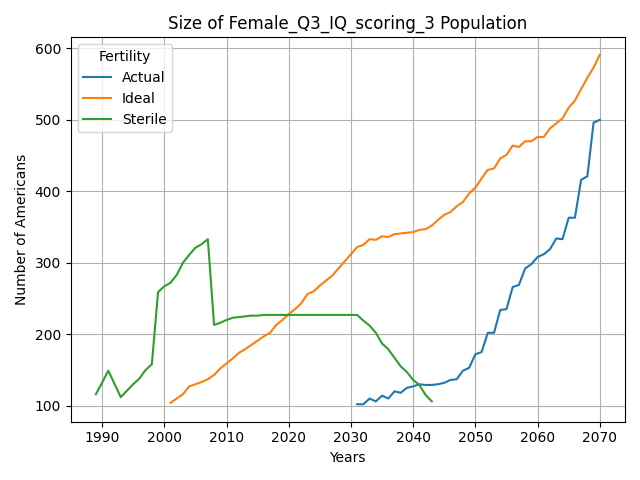 Size of Female_Q3_IQ_scoring_3 Population
Fertility
Actual
Ideal
Sterile
Number of Americans
600
500
400
300
200
100
1990 2000 2010 2020 2030 2040 2050 2060 2070
Years